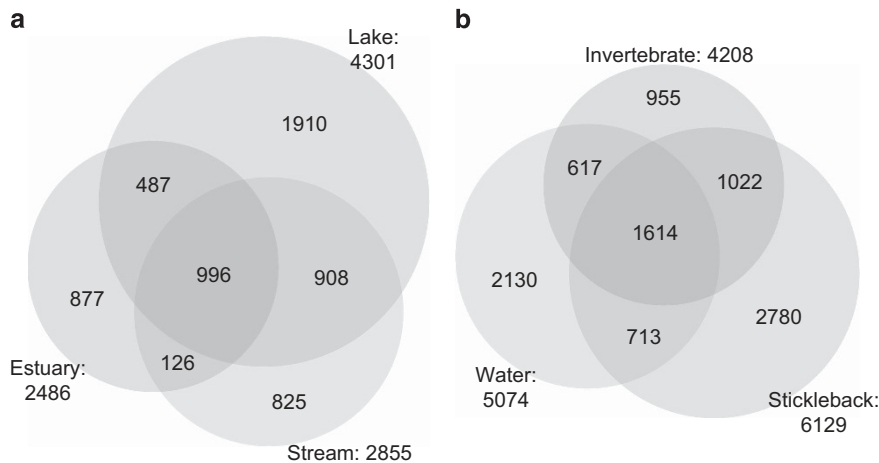 a
Lake:
4301
1910
487
996
908
877
126
825
Estuary:
2486
Stream: 2855
b
Invertebrate: 4208
955
617
1022
1614
2130
2780
713
Water:
5074
Stickleback:
6129